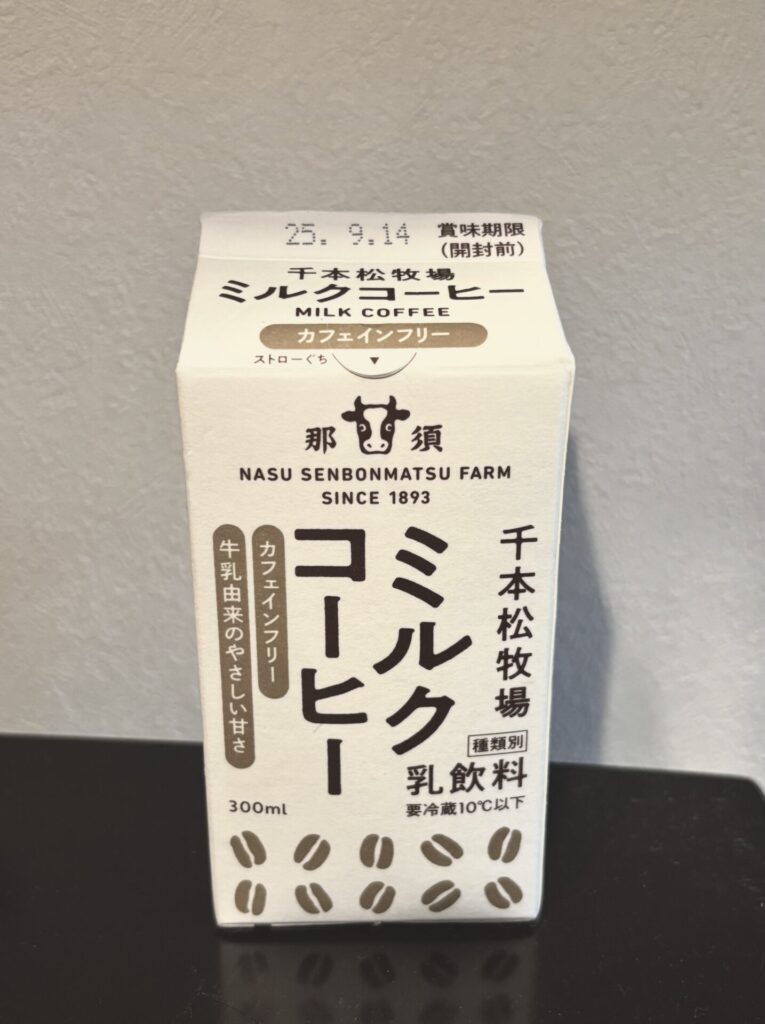 25. 9.14
賞味期限
(開封前)
千本松牧場
ミルクコーヒー
MILK COFFEE
カフェインフリー
ストローぐち
那須
NASU SENBONMATSU FARM
SINCE 1893
千本松牧場
ミルク
コーヒー
カフェインフリー
牛乳由来のやさしい甘さ
種類別
乳飲料
要冷蔵10℃以下
300ml